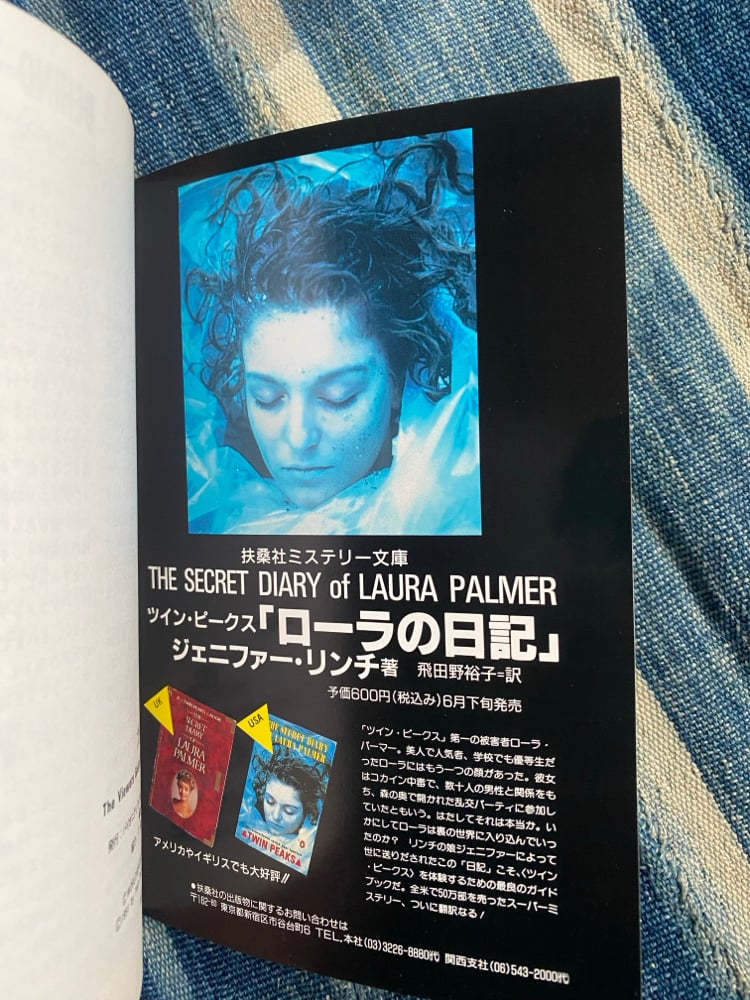 扶桑社ミステリー文庫
THE SECRET DIARY of LAURA PALMER
ツイン・ピークス「ローラの日記」
ジェニファー・リンチ著 飛田野裕子=訳
予価600円(税込み)6月下旬発売
UK
THE
SECRET
DIARY
of
LAURA
PALMER
USA
THE SECRET DIARY
LAURA PALMER
TWIN PEAKS
アメリカやイギリスでも大好評!!
「ツイン・ピークス」第一の被害者ローラ・
パーマー。美人で人気者、学校でも優等生だ
ったローラにはもう一つの顔があった。彼女
はコカイン中毒で、数十人の男性と関係をも
ち、森の奥で開かれた乱交パーティに参加し
ていたともいう。はたしてそれは本当か。い
かにしてローラは裏の世界に入り込んでいっ
たのか? リンチの娘ジェニファーによって
世に送りだされたこの「日記」こそ、〈ツイン
・ピークス〉を体験するための最良のガイド
ブックだ。全米で50万部を売ったスーパーミ
ステリー、ついに翻訳なる!
●扶桑社の出版物に関するお問い合わせは
〒162-80 東京都新宿区市谷台町6 TEL.本社(03)3226-8880代 関西支社(06)543-2000代
The Viewer